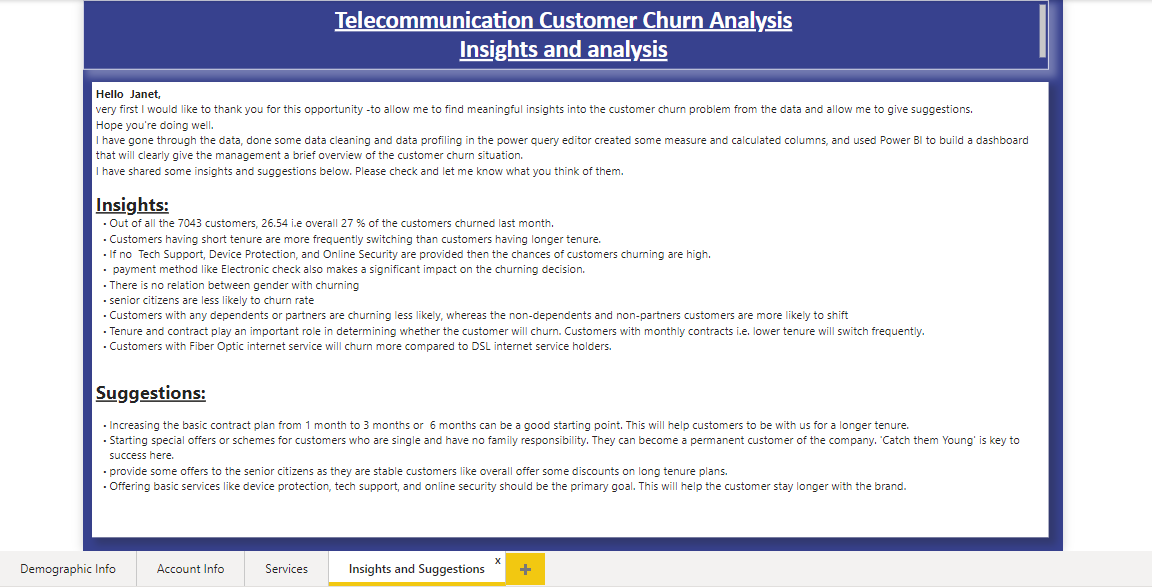 Telecommunication Customer Churn Analysis
Insights and analysis
Hello  Janet,
very first I would like to thank you for this opportunity -to allow me to find meaningful insights into the customer churn problem from the data and allow me to give suggestions.
Hope you're doing well.
I have gone through the data, done some data cleaning and data profiling in the power query editor created some measure and calculated columns, and used Power BI to build a dashboard
that will clearly give the management a brief overview of the customer churn situation.
I have shared some insights and suggestions below. Please check and let me know what you think of them.
Insights:
• Out of all the 7043 customers, 26.54 i.e overall 27 % of the customers churned last month.
• Customers having short tenure are more frequently switching than customers having longer tenure.
• If no  Tech Support, Device Protection, and Online Security are provided then the chances of customers churning are high.
•  payment method like Electronic check also makes a significant impact on the churning decision.
• There is no relation between gender with churning
• senior citizens are less likely to churn rate
• Customers with any dependents or partners are churning less likely, whereas the non-dependents and non-partners customers are more likely to shift
• Tenure and contract play an important role in determining whether the customer will churn. Customers with monthly contracts i.e. lower tenure will switch frequently.
• Customers with Fiber Optic internet service will churn more compared to DSL internet service holders.
Suggestions:
• Increasing the basic contract plan from 1 month to 3 months or  6 months can be a good starting point. This will help customers to be with us for a longer tenure.
• Starting special offers or schemes for customers who are single and have no family responsibility. They can become a permanent customer of the company. 'Catch them Young' is key to
success here.
• provide some offers to the senior citizens as they are stable customers like overall offer some discounts on long tenure plans.
• Offering basic services like device protection, tech support, and online security should be the primary goal. This will help the customer stay longer with the brand.
Demographic Info Account Info Services Insights and Suggestions x +